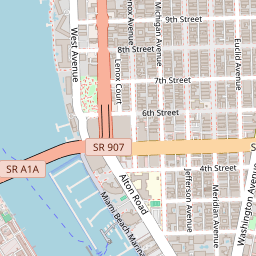 9th Street
West Avenue
Lenox Avenue
Michigan Avenue
8th Street
Euclid Avenue
7th Street
Lenox Court
6th Street
SR 907
S
SR A1A
4th Street
Alton Road
Jefferson Avenue
Meridian Avenue
Washington Avenue
Miami Beach Marina